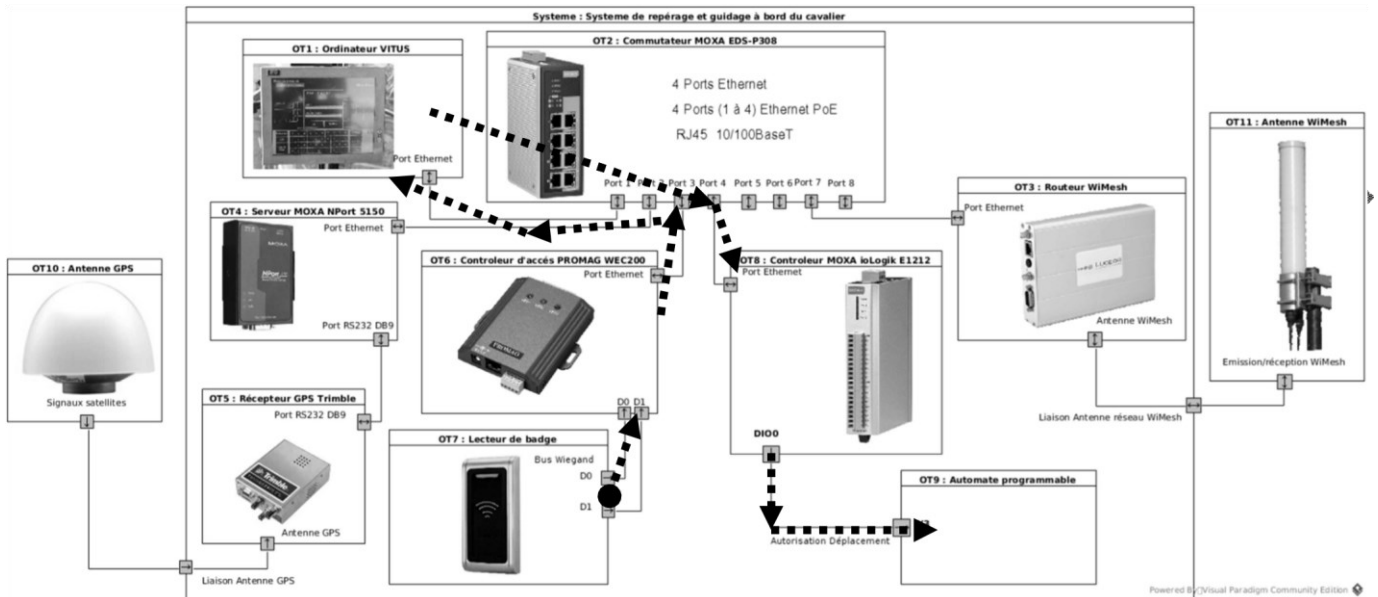 Systeme : Systeme de repérage et guidage à bord du cavalier
OT1 : Ordinateur VITUS
Port Ethernet
OT2 : Commutateur MOXA EDS-P308
4 Ports Ethernet
4 Ports (1 à 4) Ethernet PoE
RJ45 10/100BaseT
Port 1 Port 2 Port 3 Port 4 Port 5 Port 6 Port 7 Port 8
OT11 : Antenne WiMesh
Emission/réception WiMesh
OT3 : Routeur WiMesh
Port Ethernet
Antenne WiMesh
Liaison Antenne réseau WiMesh
OT4 : Serveur MOXA NPort 5150
Port Ethernet
Port RS232 DB9
OT10 : Antenne GPS
Signaux satellites
OT6 : Controleur d'accés PROMAG WEC200
Port Ethernet
PROMAG
D0 D1
OT8 : Controleur MOXA ioLogik E1212
Port Ethernet
DIO0
OT5 : Récepteur GPS Trimble
Port RS232 DB9
Trimble
Antenne GPS
OT7 : Lecteur de badge
Bus Wiegand
D0
D1
OT9 : Automate programmable
Autorisation Déplacement
Liaison Antenne GPS
Powered By Visual Paradigm Community Edition